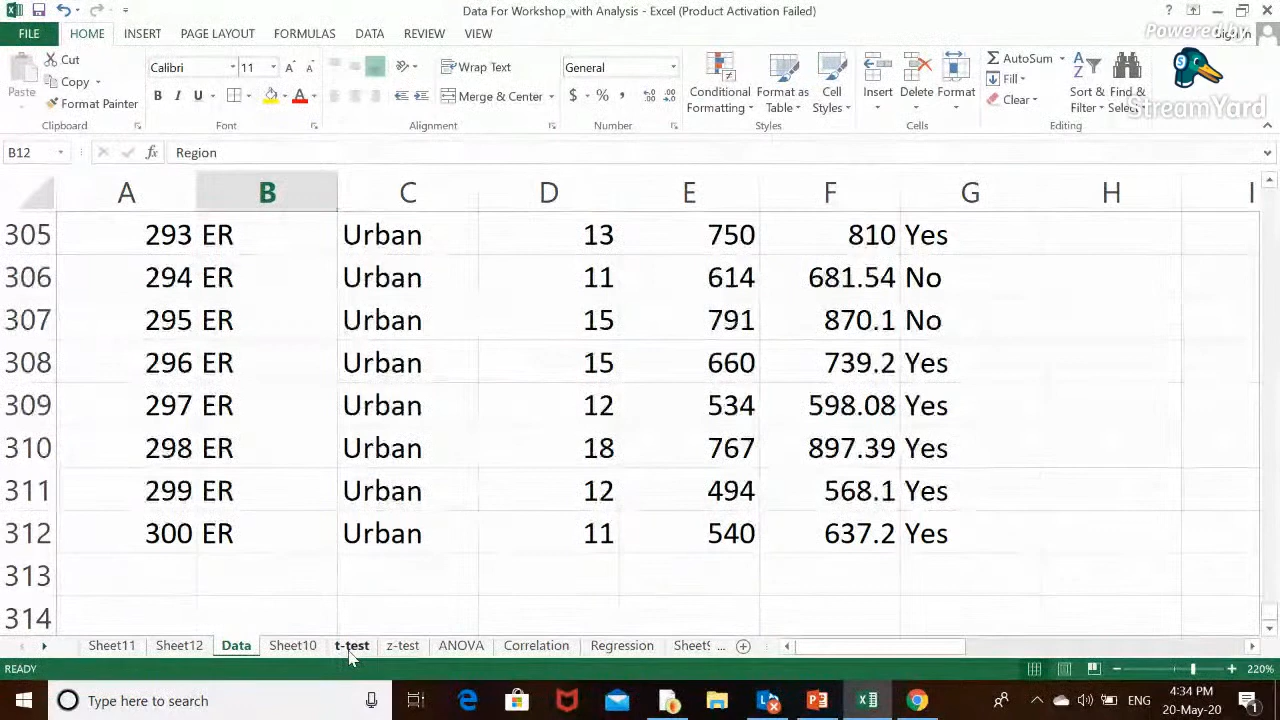 Data For Workshop_with Analysis - Excel (Product Activation Failed)
Powered by
StreamYard
FILE HOME INSERT PAGE LAYOUT FORMULAS DATA REVIEW VIEW
Paste
Cut
Copy
Format Painter
Clipboard
Calibri 11
B I U
Font
Wrap Text
Merge & Center
Alignment
General
$ % ,
Number
Conditional Formatting
Format as Table
Cell Styles
Styles
Insert Delete Format
Cells
AutoSum
Fill
Clear
Sort & Filter
Find & Select
Editing
B12 fx Region
A B C D E F G H I
305 293 ER Urban 13 750 810 Yes
306 294 ER Urban 11 614 681.54 No
307 295 ER Urban 15 791 870.1 No
308 296 ER Urban 15 660 739.2 Yes
309 297 ER Urban 12 534 598.08 Yes
310 298 ER Urban 18 767 897.39 Yes
311 299 ER Urban 12 494 568.1 Yes
312 300 ER Urban 11 540 637.2 Yes
313
314
Sheet11 Sheet12 Data Sheet10 t-test z-test ANOVA Correlation Regression Sheet9 ...
READY 220%
Type here to search
ENG
4:34 PM
20-May-20